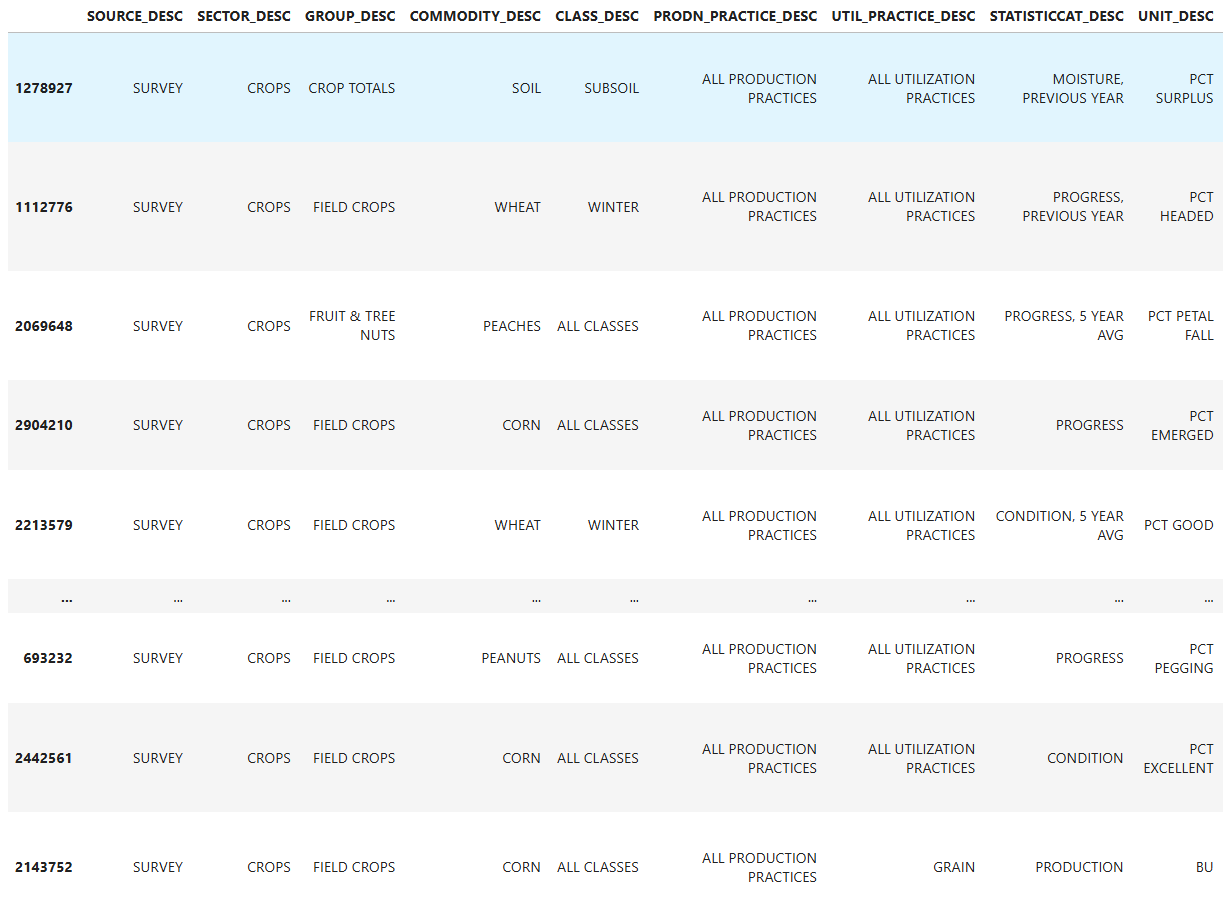 SOURCE_DESC SECTOR_DESC GROUP_DESC COMMODITY_DESC CLASS_DESC PRODN_PRACTICE_DESC UTIL_PRACTICE_DESC STATISTICCAT_DESC UNIT_DESC
1278927 SURVEY CROPS CROP TOTALS SOIL SUBSOIL ALL PRODUCTION PRACTICES ALL UTILIZATION PRACTICES MOISTURE, PREVIOUS YEAR PCT SURPLUS
1112776 SURVEY CROPS FIELD CROPS WHEAT WINTER ALL PRODUCTION PRACTICES ALL UTILIZATION PRACTICES PROGRESS, PREVIOUS YEAR PCT HEADED
2069648 SURVEY CROPS FRUIT & TREE NUTS PEACHES ALL CLASSES ALL PRODUCTION PRACTICES ALL UTILIZATION PRACTICES PROGRESS, 5 YEAR AVG PCT PETAL FALL
2904210 SURVEY CROPS FIELD CROPS CORN ALL CLASSES ALL PRODUCTION PRACTICES ALL UTILIZATION PRACTICES PROGRESS PCT EMERGED
2213579 SURVEY CROPS FIELD CROPS WHEAT WINTER ALL PRODUCTION PRACTICES ALL UTILIZATION PRACTICES CONDITION, 5 YEAR AVG PCT GOOD
... ... ... ... ... ... ... ... ... ...
693232 SURVEY CROPS FIELD CROPS PEANUTS ALL CLASSES ALL PRODUCTION PRACTICES ALL UTILIZATION PRACTICES PROGRESS PCT PEGGING
2442561 SURVEY CROPS FIELD CROPS CORN ALL CLASSES ALL PRODUCTION PRACTICES ALL UTILIZATION PRACTICES CONDITION PCT EXCELLENT
2143752 SURVEY CROPS FIELD CROPS CORN ALL CLASSES ALL PRODUCTION PRACTICES GRAIN PRODUCTION BU